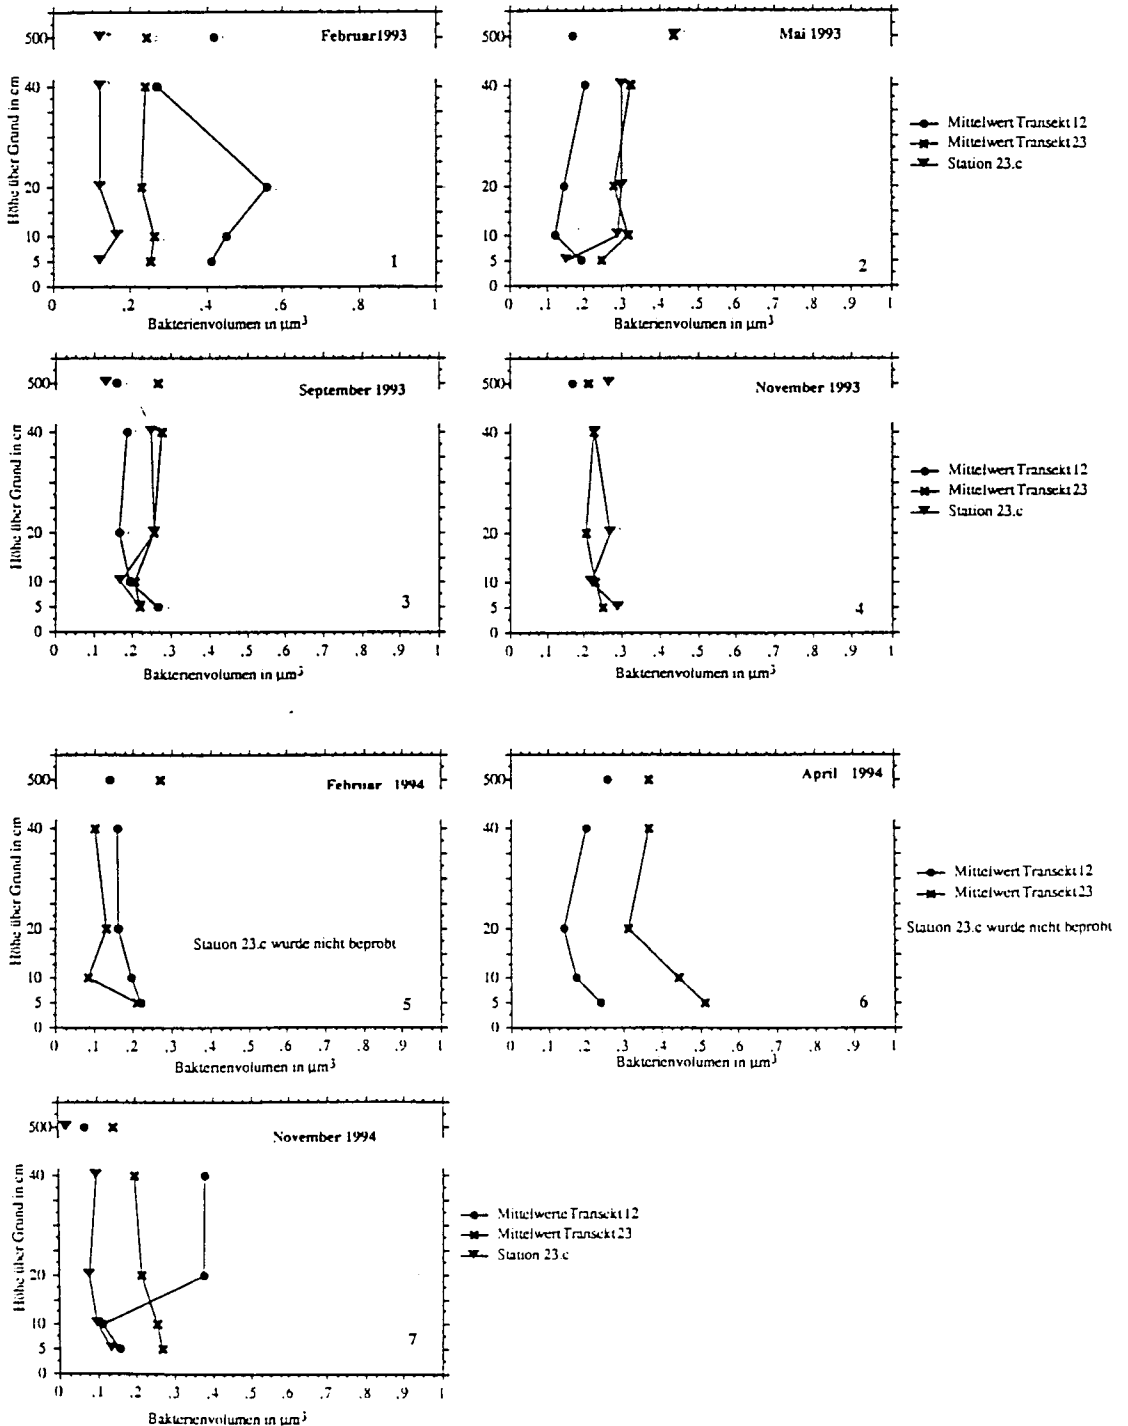 Februar1993
500
40
20
10
5
0
Höhe über Grund in cm
1
0 .2 .4 .6 .8 1
Bakterienvolumen in µm3
Mai 1993
500
40
20
10
5
0
2
0 .1 .2 .3 .4 .5 .6 .7 .8 .9 1
Bakterienvolumen in µm3
Mittelwert Transekt 12
Mittelwert Transekt 23
Station 23.c
September 1993
500
40
20
10
5
0
Höhe über Grund in cm
3
0 .1 .2 .3 .4 .5 .6 .7 .8 .9 1
Bakterienvolumen in µm3
November 1993
500
40
20
10
5
0
4
0 .1 .2 .3 .4 .5 .6 .7 .8 .9 1
Bakterienvolumen in µm3
Mittelwert Transekt 12
Mittelwert Transekt 23
Station 23.c
Februar 1994
500
40
20
10
5
0
Höhe über Grund in cm
Station 23.c wurde nicht beprobt
5
0 .1 .2 .3 .4 .5 .6 .7 .8 .9 1
Bakterienvolumen in µm3
April 1994
500
40
20
10
5
0
6
0 .1 .2 .3 .4 .5 .6 .7 .8 .9 1
Bakterienvolumen in µm3
Mittelwert Transekt 12
Mittelwert Transekt 23
Station 23.c wurde nicht beprobt
November 1994
500
40
20
10
5
0
Höhe über Grund in cm
7
0 .1 .2 .3 .4 .5 .6 .7 .8 .9 1
Bakterienvolumen in µm3
Mittelwerte Transekt 12
Mittelwert Transekt 23
Station 23.c